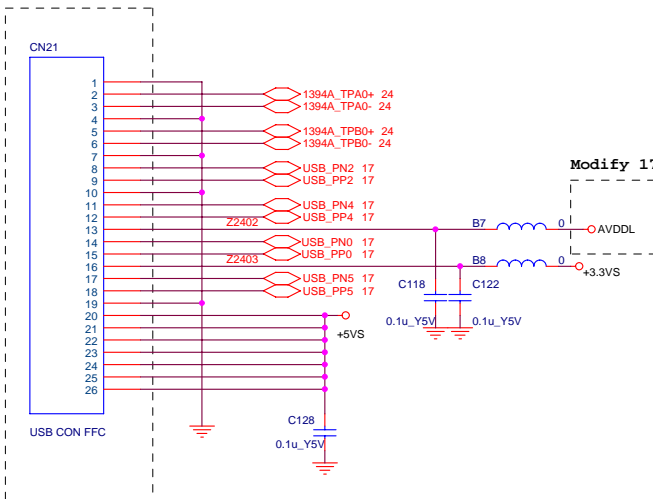 CN21
1
2
1394A_TPA0+ 24
3
1394A_TPA0- 24
4
5
1394A_TPB0+ 24
6
1394A_TPB0- 24
7
Modify 17
8
USB_PN2 17
9
USB_PP2 17
10
11
USB_PN4 17
12
USB_PP4 17
13
Z2402
B7
0
AVDDL
14
USB_PN0 17
15
USB_PP0 17
16
Z2403
B8
0
+3.3VS
17
USB_PN5 17
18
USB_PP5 17
C118
C122
19
20
+5VS
0.1u_Y5V
0.1u_Y5V
21
22
23
24
25
26
C128
USB CON FFC
0.1u_Y5V